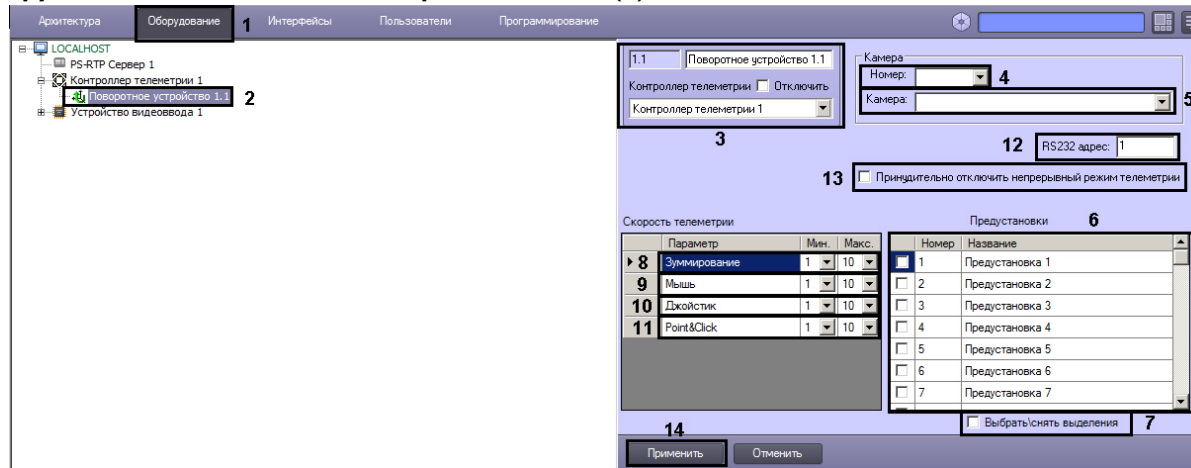 Архитектура Оборудование 1 Интерфейсы Пользователи Программирование
LOCALHOST
PS-RTP Сервер 1
Контроллер телеметрии 1
Поворотное устройство 1.1 2
Устройство видеоввода 1
1.1 Поворотное устройство 1.1
Контроллер телеметрии Отключить
Контроллер телеметрии 1
3
Камера
Номер: 4
Камера: 5
12 RS232 адрес: 1
13 Принудительно отключить непрерывный режим телеметрии
Скорость телеметрии
Параметр Мин. Макс.
8 Зуммирование 1 10
9 Мышь 1 10
10 Джойстик 1 10
11 Point&Click 1 10
Предустановки 6
Номер Название
1 Предустановка 1
2 Предустановка 2
3 Предустановка 3
4 Предустановка 4
5 Предустановка 5
6 Предустановка 6
7 Предустановка 7
Выбрать\снять выделения 7
14
Применить Отменить